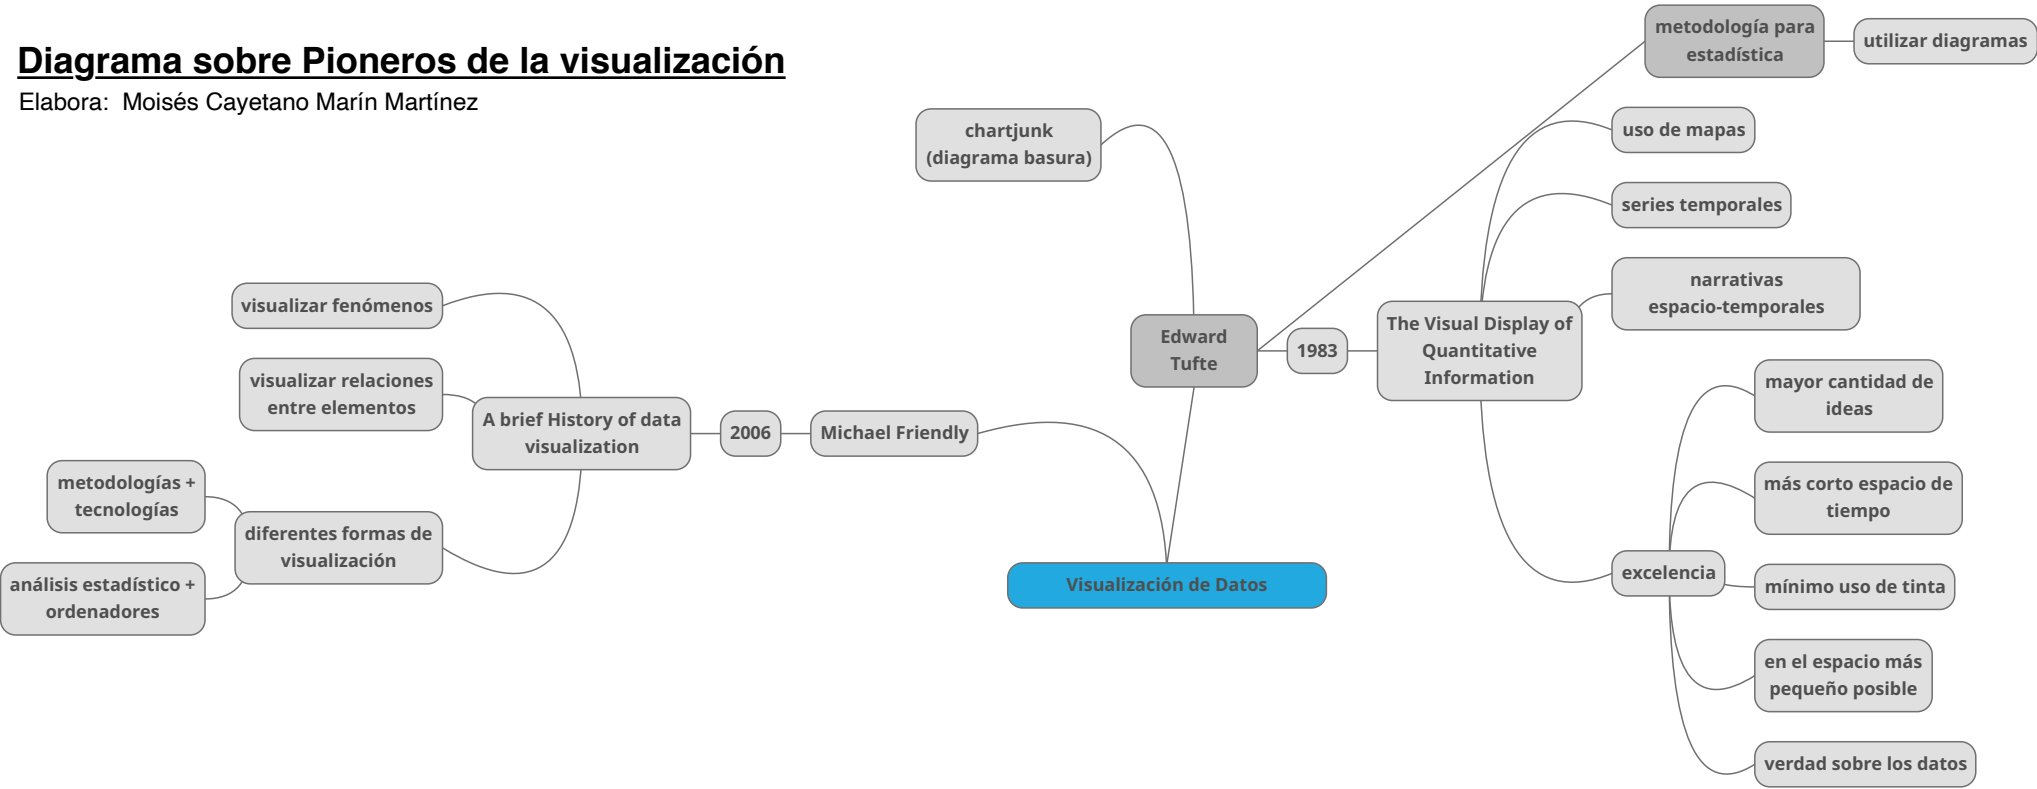 Diagrama sobre Pioneros de la visualización
Elabora: Moisés Cayetano Marín Martínez
Visualización de Datos
Michael Friendly
2006
A brief History of data
visualization
visualizar fenómenos
visualizar relaciones
entre elementos
diferentes formas de
visualización
metodologías +
tecnologías
análisis estadístico +
ordenadores
Edward
Tufte
chartjunk
(diagrama basura)
metodología para
estadística
utilizar diagramas
1983
The Visual Display of
Quantitative
Information
uso de mapas
series temporales
narrativas
espacio-temporales
excelencia
mayor cantidad de
ideas
más corto espacio de
tiempo
mínimo uso de tinta
en el espacio más
pequeño posible
verdad sobre los datos